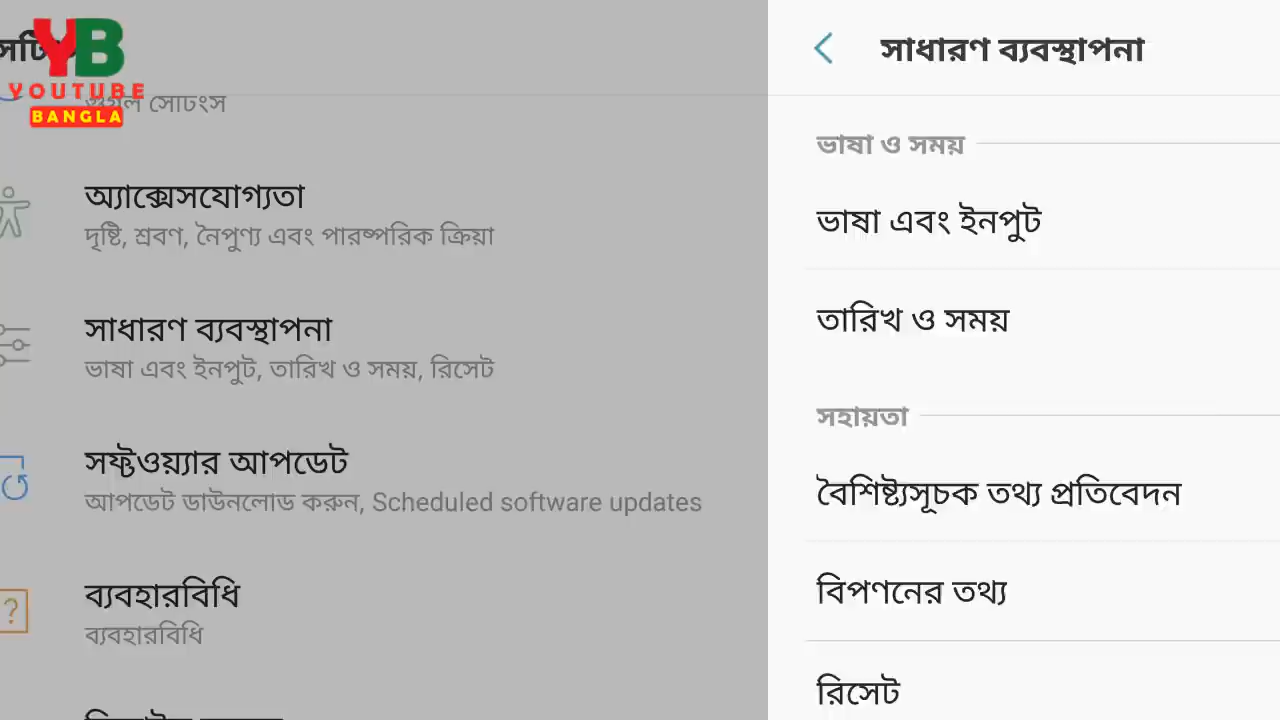 YB
YOUTUBE
BANGLA
গুগল সেটিংস
অ্যাক্সেসযোগ্যতা
দৃষ্টি, শ্রবণ, নৈপুণ্য এবং পারষ্পরিক ক্রিয়া
সাধারণ ব্যবস্থাপনা
ভাষা এবং ইনপুট, তারিখ ও সময়, রিসেট
সফ্টওয়্যার আপডেট
আপডেট ডাউনলোড করুন, Scheduled software updates
ব্যবহারবিধি
ব্যবহারবিধি
সাধারণ ব্যবস্থাপনা
ভাষা ও সময়
ভাষা এবং ইনপুট
তারিখ ও সময়
সহায়তা
বৈশিষ্ট্যসূচক তথ্য প্রতিবেদন
বিপণনের তথ্য
রিসেট